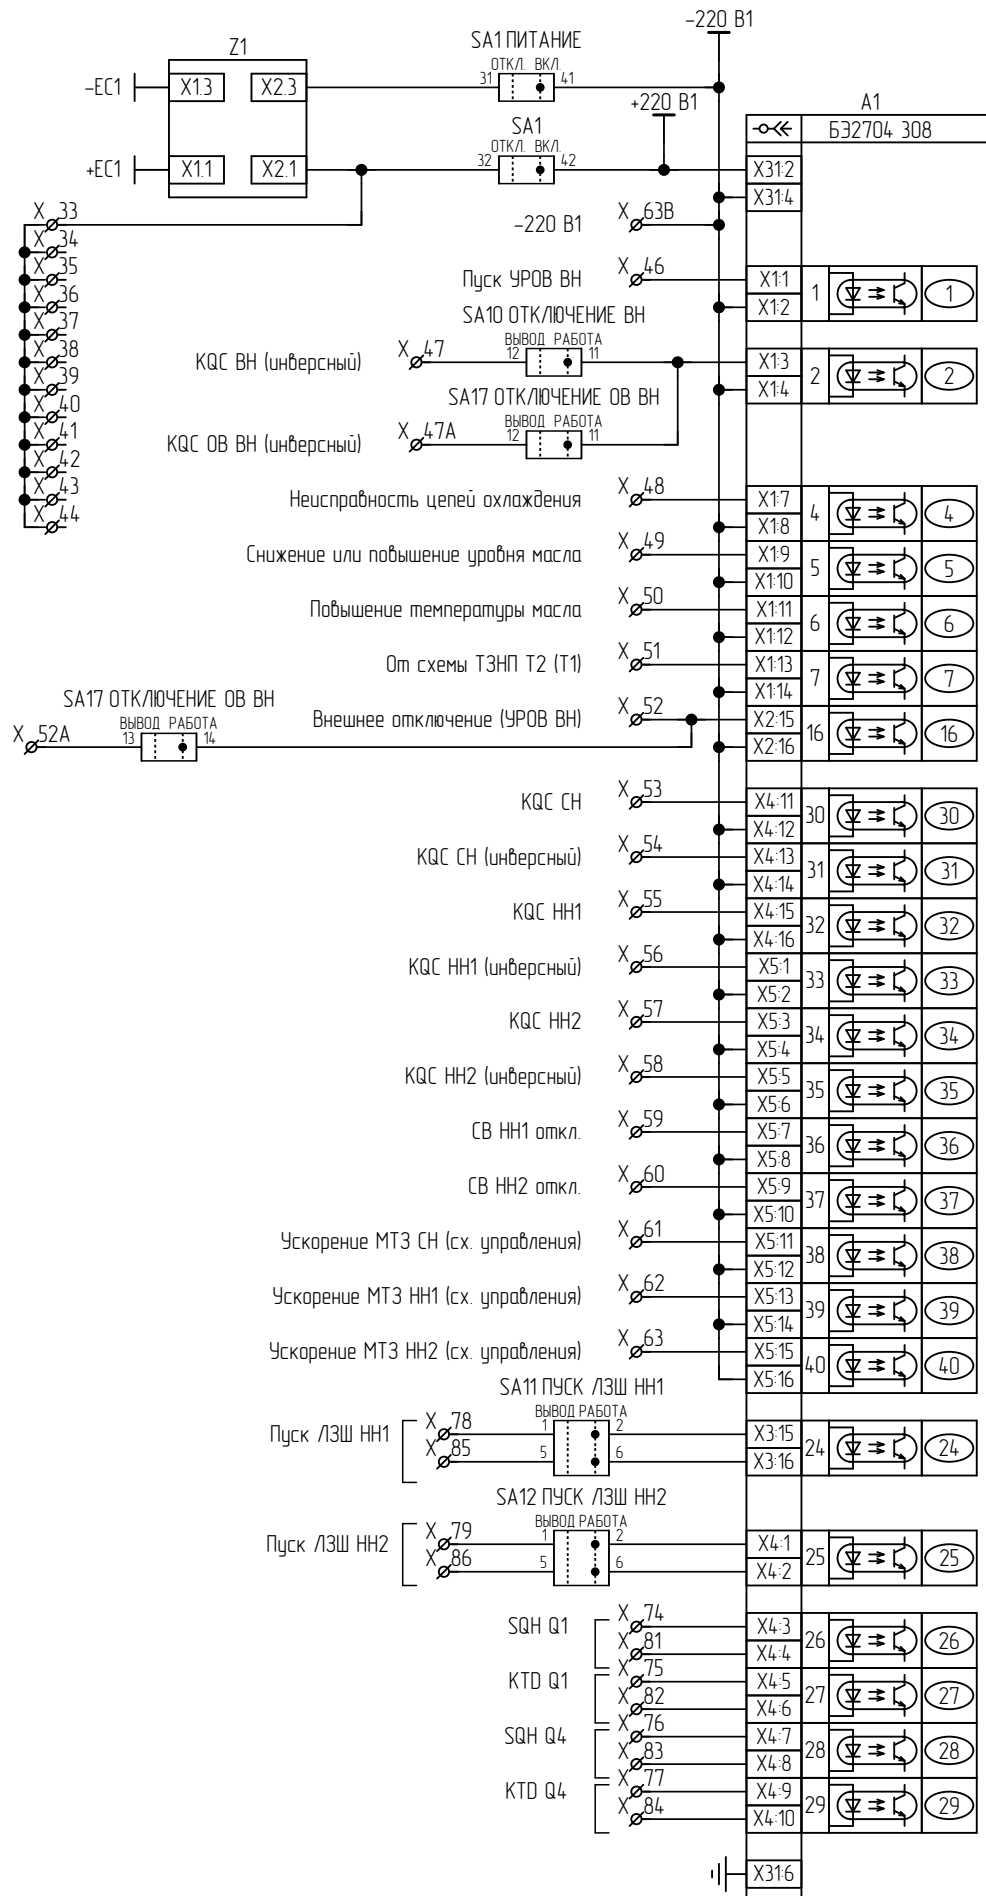 -220 В1
Z1
SA1 ПИТАНИЕ
ОТКЛ. ВКЛ.
-EC1 X1.3 X2.3 31 41
+220 В1
A1
SA1
БЭ2704 308
ОТКЛ. ВКЛ.
+EC1 X1.1 X2.1 32 42 X31:2
X31:4
X 33
-220 В1 X 63В
X 34
X 35
Пуск УРОВ ВН X 46 X1:1 1 1
X 36
X1:2
SA10 ОТКЛЮЧЕНИЕ ВН
X 37
ВЫВОД РАБОТА
X 38
KQC ВН (инверсный) X 47 12 11 X1:3 2 2
X 39
X1:4
SA17 ОТКЛЮЧЕНИЕ ОВ ВН
X 40
ВЫВОД РАБОТА
X 41
KQC ОВ ВН (инверсный) X 47А 12 11
X 42
X 43
Неисправность цепей охлаждения X 48 X1:7 4 4
X 44
X1:8
Снижение или повышение уровня масла X 49 X1:9 5 5
X1:10
Повышение температуры масла X 50 X1:11 6 6
X1:12
От схемы ТЗНП Т2 (Т1) X 51 X1:13 7 7
X1:14
SA17 ОТКЛЮЧЕНИЕ ОВ ВН
Внешнее отключение (УРОВ ВН) X 52 X2:15 16 16
ВЫВОД РАБОТА
X 52А 13 14 X2:16
KQC СН X 53 X4:11 30 30
X4:12
KQC СН (инверсный) X 54 X4:13 31 31
X4:14
KQC НН1 X 55 X4:15 32 32
X4:16
KQC НН1 (инверсный) X 56 X5:1 33 33
X5:2
KQC НН2 X 57 X5:3 34 34
X5:4
KQC НН2 (инверсный) X 58 X5:5 35 35
X5:6
СВ НН1 откл. X 59 X5:7 36 36
X5:8
СВ НН2 откл. X 60 X5:9 37 37
X5:10
Ускорение МТЗ СН (сх. управления) X 61 X5:11 38 38
X5:12
Ускорение МТЗ НН1 (сх. управления) X 62 X5:13 39 39
X5:14
Ускорение МТЗ НН2 (сх. управления) X 63 X5:15 40 40
X5:16
SA11 ПУСК ЛЗШ НН1
ВЫВОД РАБОТА
Пуск ЛЗШ НН1 X 78 1 2 X3:15 24 24
X 85 5 6 X3:16
SA12 ПУСК ЛЗШ НН2
ВЫВОД РАБОТА
Пуск ЛЗШ НН2 X 79 1 2 X4:1 25 25
X 86 5 6 X4:2
SQH Q1 X 74 X4:3 26 26
X 81 X4:4
KTD Q1 X 75 X4:5 27 27
X 82 X4:6
SQH Q4 X 76 X4:7 28 28
X 83 X4:8
KTD Q4 X 77 X4:9 29 29
X 84 X4:10
X31:6